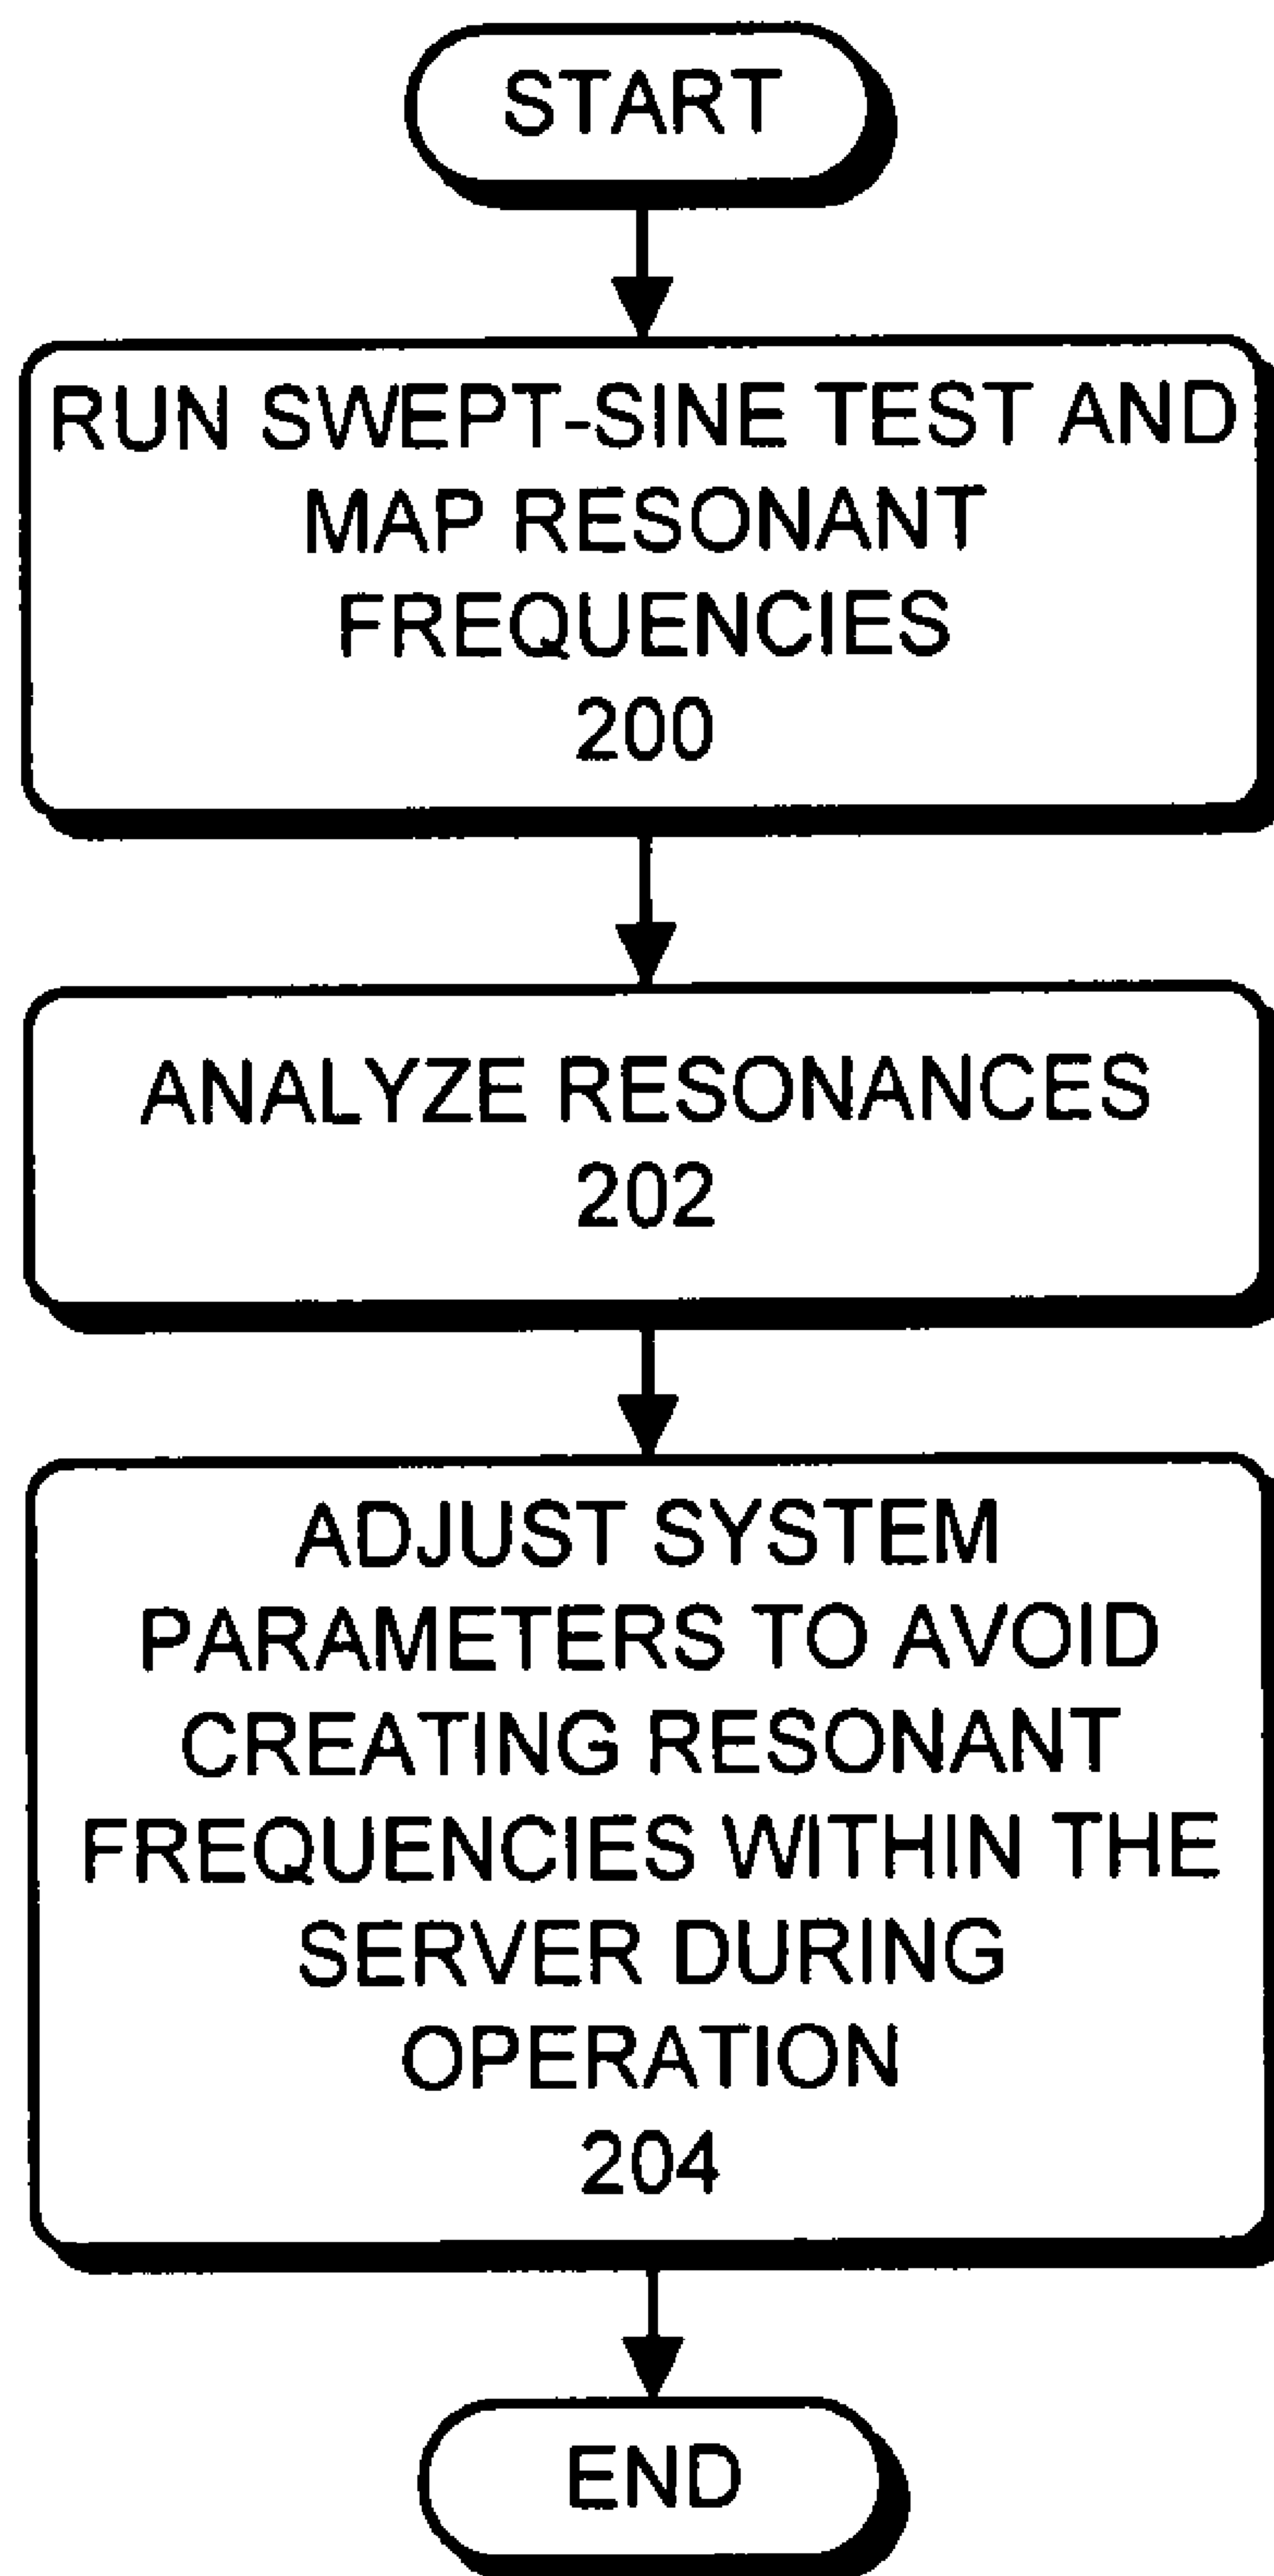 START
RUN SWEPT-SINE TEST AND
MAP RESONANT
FREQUENCIES
200
ANALYZE RESONANCES
202
ADJUST SYSTEM
PARAMETERS TO AVOID
CREATING RESONANT
FREQUENCIES WITHIN THE
SERVER DURING
OPERATION
204
END